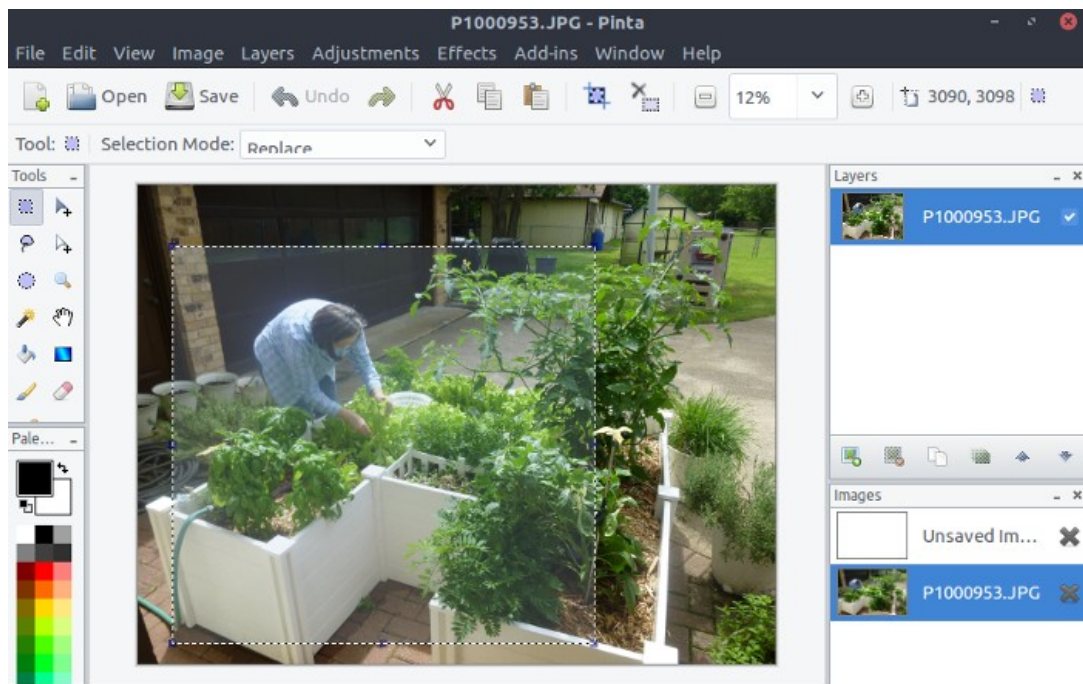 P1000953.JPG - Pinta
File Edit View Image Layers Adjustments Effects Add-ins Window Help
Open Save Undo 12% 3090, 3098
Tool: Selection Mode: Replace
Tools
Layers
P1000953.JPG
Pale...
Images
Unsaved Im...
P1000953.JPG